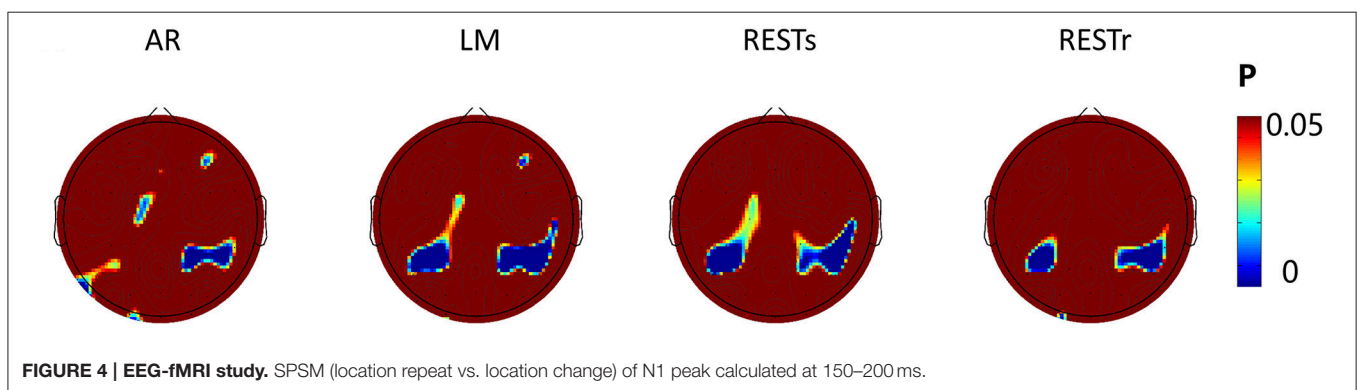 AR LM RESTs RESTr
P
0.05
0
FIGURE 4 | EEG-fMRI study. SPSM (location repeat vs. location change) of N1 peak calculated at 150–200 ms.